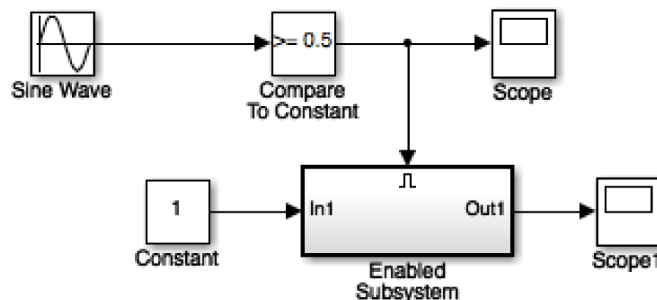 >= 0.5
Sine Wave
Compare
To Constant
Scope
1
In1
Out1
Constant
Enabled
Subsystem
Scope1